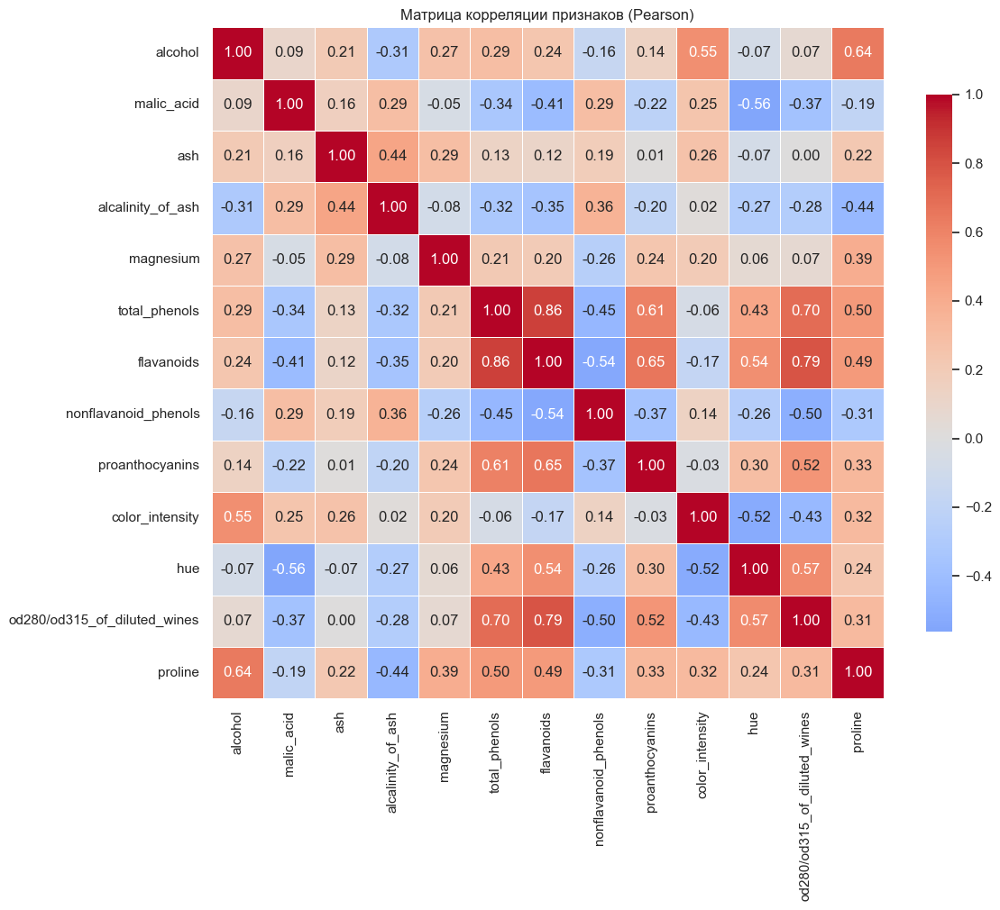 Матрица корреляции признаков (Pearson)
alcohol 1.00 0.09 0.21 -0.31 0.27 0.29 0.24 -0.16 0.14 0.55 -0.07 0.07 0.64
malic_acid 0.09 1.00 0.16 0.29 -0.05 -0.34 -0.41 0.29 -0.22 0.25 -0.56 -0.37 -0.19
ash 0.21 0.16 1.00 0.44 0.29 0.13 0.12 0.19 0.01 0.26 -0.07 0.00 0.22
alcalinity_of_ash -0.31 0.29 0.44 1.00 -0.08 -0.32 -0.35 0.36 -0.20 0.02 -0.27 -0.28 -0.44
magnesium 0.27 -0.05 0.29 -0.08 1.00 0.21 0.20 -0.26 0.24 0.20 0.06 0.07 0.39
total_phenols 0.29 -0.34 0.13 -0.32 0.21 1.00 0.86 -0.45 0.61 -0.06 0.43 0.70 0.50
flavanoids 0.24 -0.41 0.12 -0.35 0.20 0.86 1.00 -0.54 0.65 -0.17 0.54 0.79 0.49
nonflavanoid_phenols -0.16 0.29 0.19 0.36 -0.26 -0.45 -0.54 1.00 -0.37 0.14 -0.26 -0.50 -0.31
proanthocyanins 0.14 -0.22 0.01 -0.20 0.24 0.61 0.65 -0.37 1.00 -0.03 0.30 0.52 0.33
color_intensity 0.55 0.25 0.26 0.02 0.20 -0.06 -0.17 0.14 -0.03 1.00 -0.52 -0.43 0.32
hue -0.07 -0.56 -0.07 -0.27 0.06 0.43 0.54 -0.26 0.30 -0.52 1.00 0.57 0.24
od280/od315_of_diluted_wines 0.07 -0.37 0.00 -0.28 0.07 0.70 0.79 -0.50 0.52 -0.43 0.57 1.00 0.31
proline 0.64 -0.19 0.22 -0.44 0.39 0.50 0.49 -0.31 0.33 0.32 0.24 0.31 1.00
alcohol
malic_acid
ash
alcalinity_of_ash
magnesium
total_phenols
flavanoids
nonflavanoid_phenols
proanthocyanins
color_intensity
hue
od280/od315_of_diluted_wines
proline
1.0
0.8
0.6
0.4
0.2
0.0
−0.2
−0.4